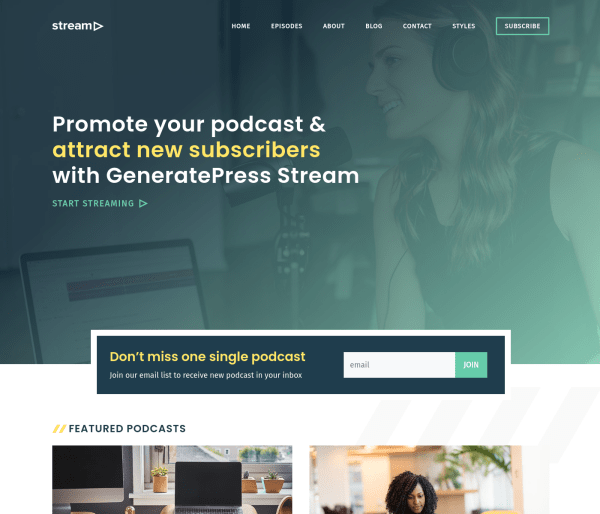 stream
HOME EPISODES ABOUT BLOG CONTACT STYLES SUBSCRIBE
Promote your podcast &
attract new subscribers
with GeneratePress Stream
START STREAMING
Don't miss one single podcast
Join our email list to receive new podcast in your inbox
email JOIN
FEATURED PODCASTS